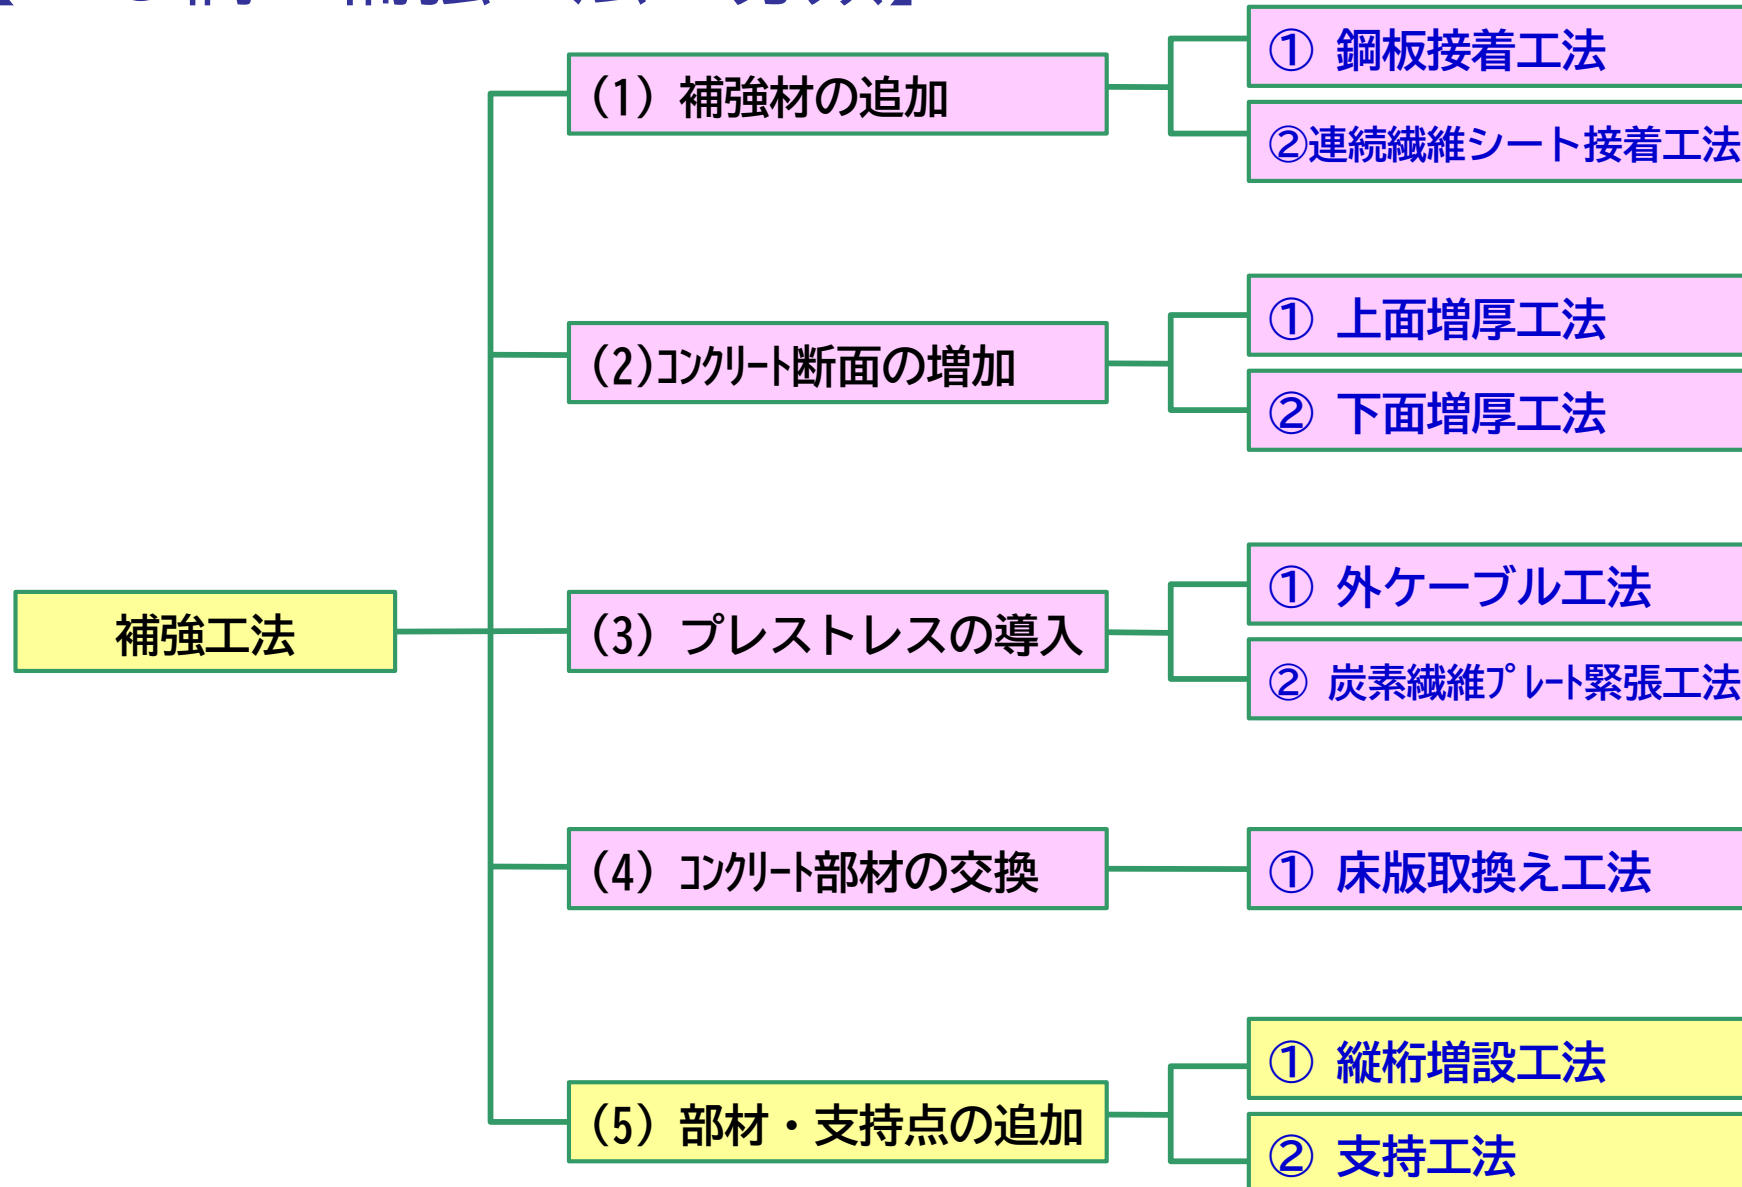 補強工法
(1) 補強材の追加
① 鋼板接着工法
②連続繊維シート接着工法
(2)ｺﾝｸﾘｰﾄ断面の増加
① 上面増厚工法
② 下面増厚工法
(3) プレストレスの導入
① 外ケーブル工法
② 炭素繊維ﾌﾟﾚｰﾄ緊張工法
(4) ｺﾝｸﾘｰﾄ部材の交換
① 床版取換え工法
(5) 部材・支持点の追加
① 縦桁増設工法
② 支持工法